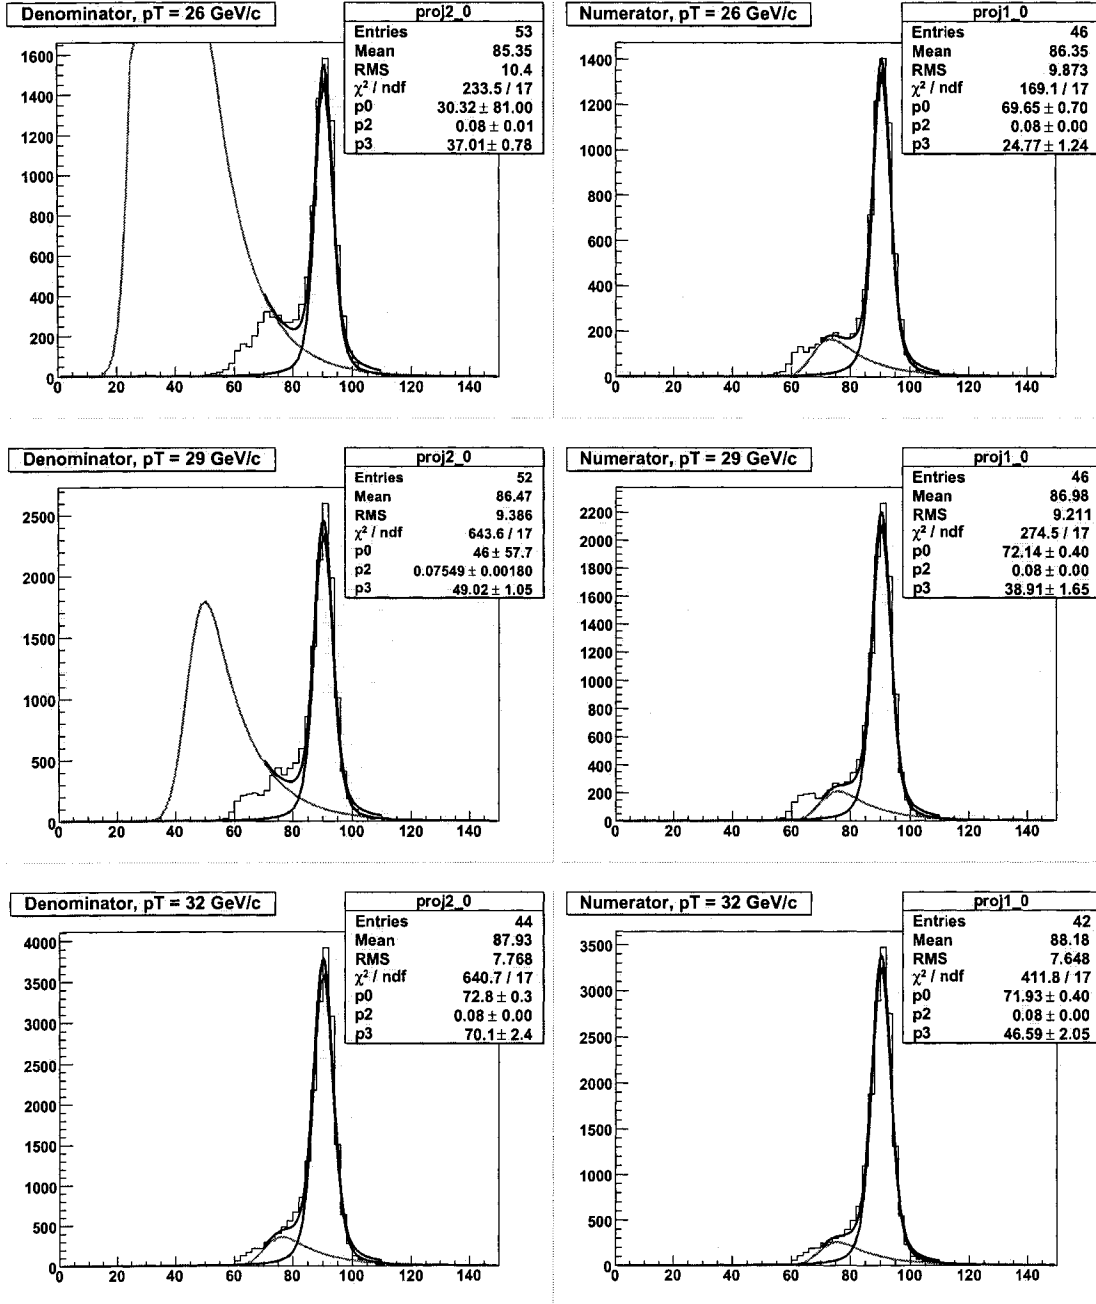 Denominator, pT = 26 GeV/c
proj2_0
Entries 53
Mean 85.35
RMS 10.4
χ² / ndf 233.5 / 17
p0 30.32 ± 81.00
p2 0.08 ± 0.01
p3 37.01 ± 0.78
1600
1400
1200
1000
800
600
400
200
0
0 20 40 60 80 100 120 140
Numerator, pT = 26 GeV/c
proj1_0
Entries 46
Mean 86.35
RMS 9.873
χ² / ndf 169.1 / 17
p0 69.65 ± 0.70
p2 0.08 ± 0.00
p3 24.77 ± 1.24
1400
1200
1000
800
600
400
200
0
0 20 40 60 80 100 120 140
Denominator, pT = 29 GeV/c
proj2_0
Entries 52
Mean 86.47
RMS 9.386
χ² / ndf 643.6 / 17
p0 46 ± 57.7
p2 0.07549 ± 0.00180
p3 49.02 ± 1.05
2500
2000
1500
1000
500
0
0 20 40 60 80 100 120 140
Numerator, pT = 29 GeV/c
proj1_0
Entries 46
Mean 86.98
RMS 9.211
χ² / ndf 274.5 / 17
p0 72.14 ± 0.40
p2 0.08 ± 0.00
p3 38.91 ± 1.65
2200
2000
1800
1600
1400
1200
1000
800
600
400
200
0
0 20 40 60 80 100 120 140
Denominator, pT = 32 GeV/c
proj2_0
Entries 44
Mean 87.93
RMS 7.768
χ² / ndf 640.7 / 17
p0 72.8 ± 0.3
p2 0.08 ± 0.00
p3 70.1 ± 2.4
4000
3500
3000
2500
2000
1500
1000
500
0
0 20 40 60 80 100 120 140
Numerator, pT = 32 GeV/c
proj1_0
Entries 42
Mean 88.18
RMS 7.648
χ² / ndf 411.8 / 17
p0 71.93 ± 0.40
p2 0.08 ± 0.00
p3 46.59 ± 2.05
3500
3000
2500
2000
1500
1000
500
0
0 20 40 60 80 100 120 140